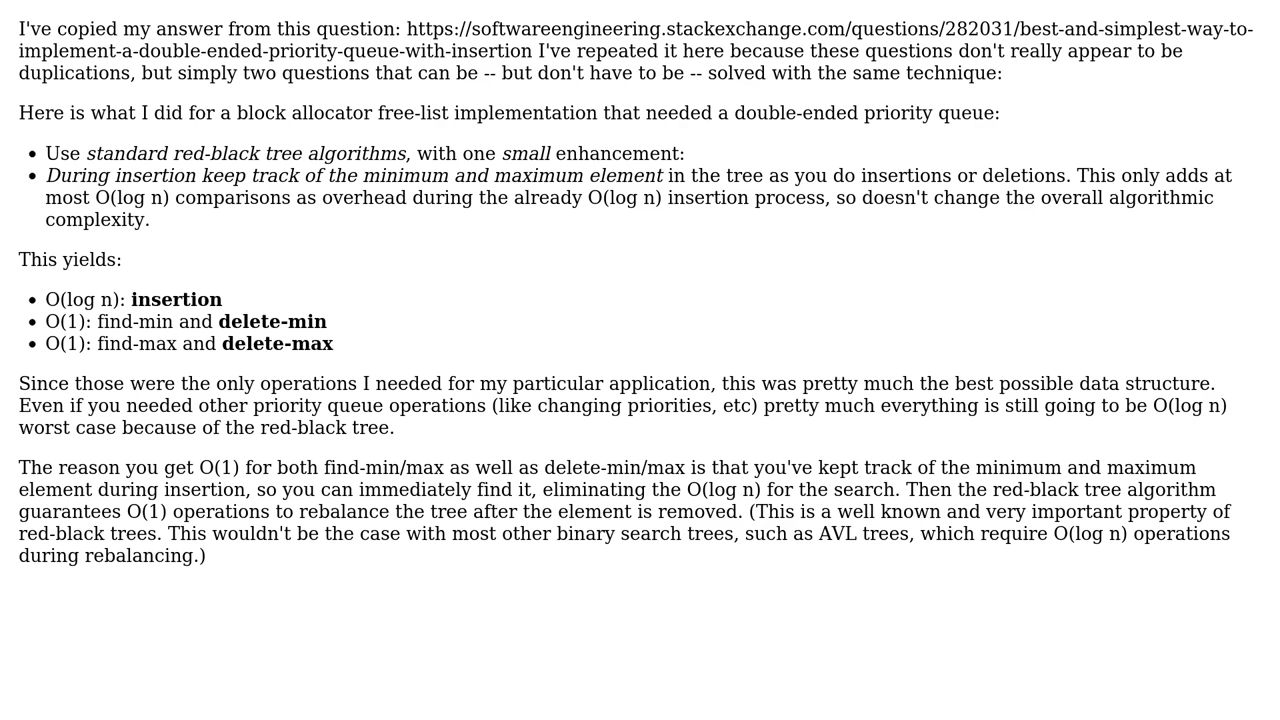 I've copied my answer from this question: https://softwareengineering.stackexchange.com/questions/282031/best-and-simplest-way-to-
implement-a-double-ended-priority-queue-with-insertion I've repeated it here because these questions don't really appear to be
duplications, but simply two questions that can be -- but don't have to be -- solved with the same technique:
Here is what I did for a block allocator free-list implementation that needed a double-ended priority queue:
• Use standard red-black tree algorithms, with one small enhancement:
• During insertion keep track of the minimum and maximum element in the tree as you do insertions or deletions. This only adds at
most O(log n) comparisons as overhead during the already O(log n) insertion process, so doesn't change the overall algorithmic
complexity.
This yields:
• O(log n): insertion
• O(1): find-min and delete-min
• O(1): find-max and delete-max
Since those were the only operations I needed for my particular application, this was pretty much the best possible data structure.
Even if you needed other priority queue operations (like changing priorities, etc) pretty much everything is still going to be O(log n)
worst case because of the red-black tree.
The reason you get O(1) for both find-min/max as well as delete-min/max is that you've kept track of the minimum and maximum
element during insertion, so you can immediately find it, eliminating the O(log n) for the search. Then the red-black tree algorithm
guarantees O(1) operations to rebalance the tree after the element is removed. (This is a well known and very important property of
red-black trees. This wouldn't be the case with most other binary search trees, such as AVL trees, which require O(log n) operations
during rebalancing.)